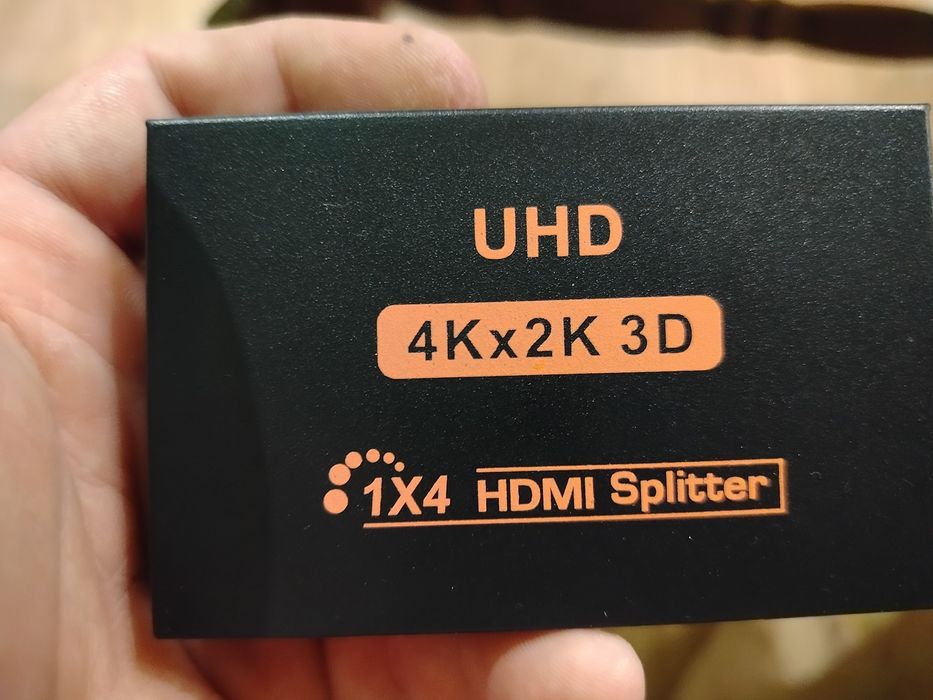 UHD
4Kx2K 3D
1X4 HDMI Splitter